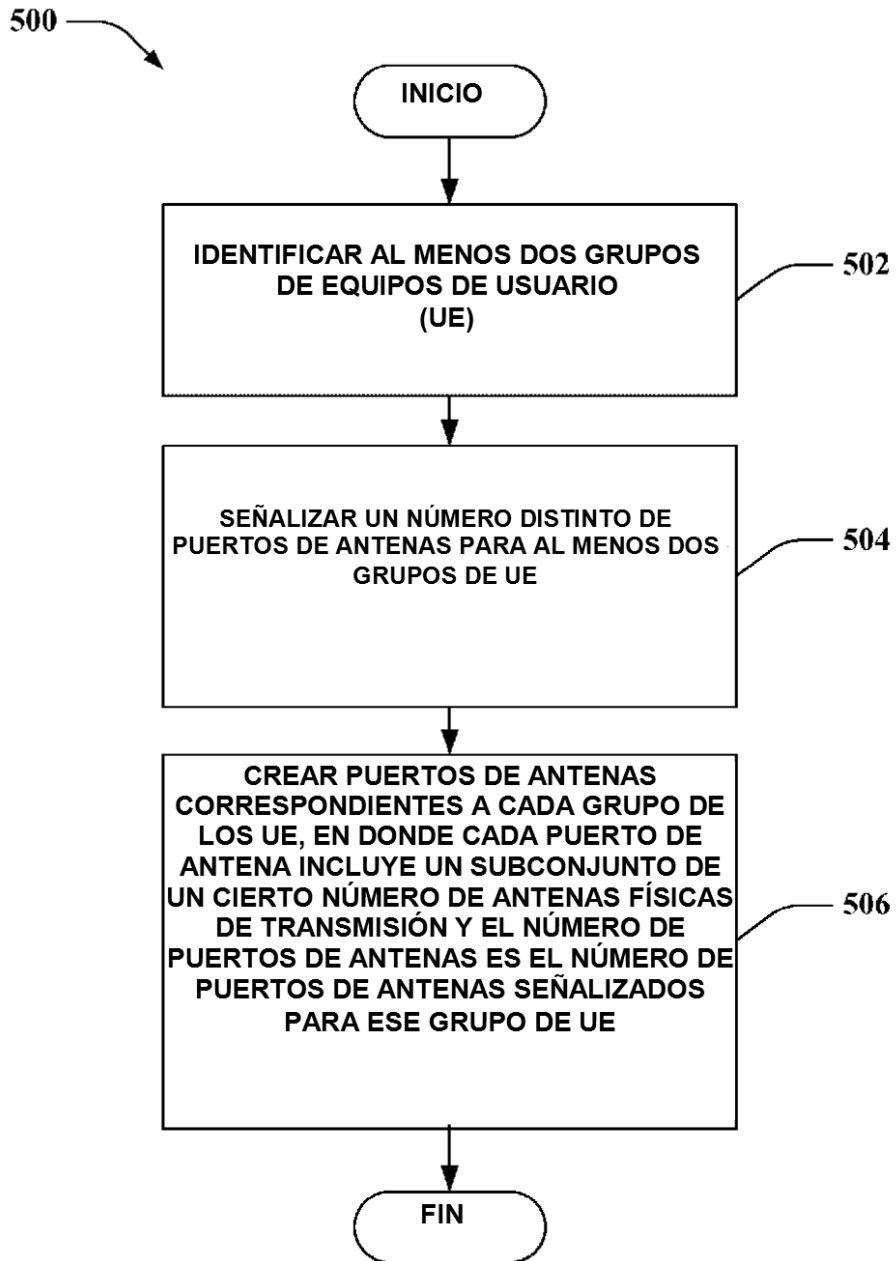 500
INICIO
IDENTIFICAR AL MENOS DOS GRUPOS
DE EQUIPOS DE USUARIO
(UE)
502
SEÑALIZAR UN NÚMERO DISTINTO DE
PUERTOS DE ANTENAS PARA AL MENOS DOS
GRUPOS DE UE
504
CREAR PUERTOS DE ANTENAS
CORRESPONDIENTES A CADA GRUPO DE
LOS UE, EN DONDE CADA PUERTO DE
ANTENA INCLUYE UN SUBCONJUNTO DE
UN CIERTO NÚMERO DE ANTENAS FÍSICAS
DE TRANSMISIÓN Y EL NÚMERO DE
PUERTOS DE ANTENAS ES EL NÚMERO DE
PUERTOS DE ANTENAS SEÑALIZADOS
PARA ESE GRUPO DE UE
506
FIN